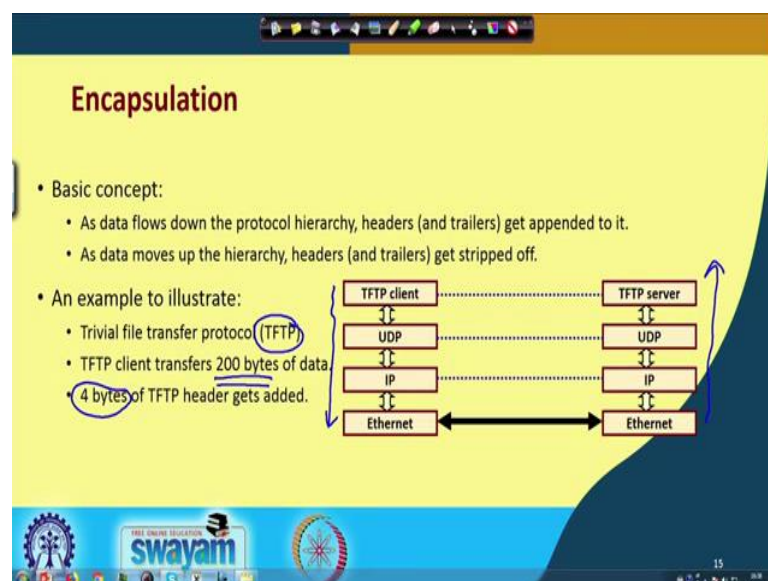 Encapsulation
• Basic concept:
• As data flows down the protocol hierarchy, headers (and trailers) get appended to it.
• As data moves up the hierarchy, headers (and trailers) get stripped off.
• An example to illustrate:
• Trivial file transfer protocol (TFTP)
• TFTP client transfers 200 bytes of data.
• 4 bytes of TFTP header gets added.
TFTP client TFTP server
UDP UDP
IP IP
Ethernet Ethernet
FREE ONLINE EDUCATION
swayam
15